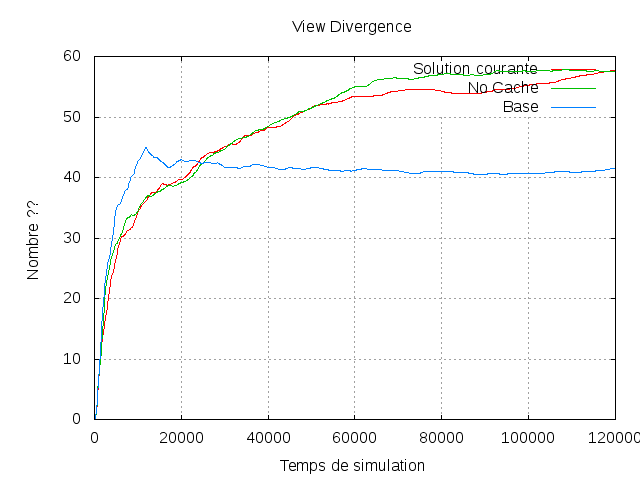 View Divergence
60
50
40
30
20
10
0
Nombre ??
Solution courante
No Cache
Base
0 20000 40000 60000 80000 100000 120000
Temps de simulation